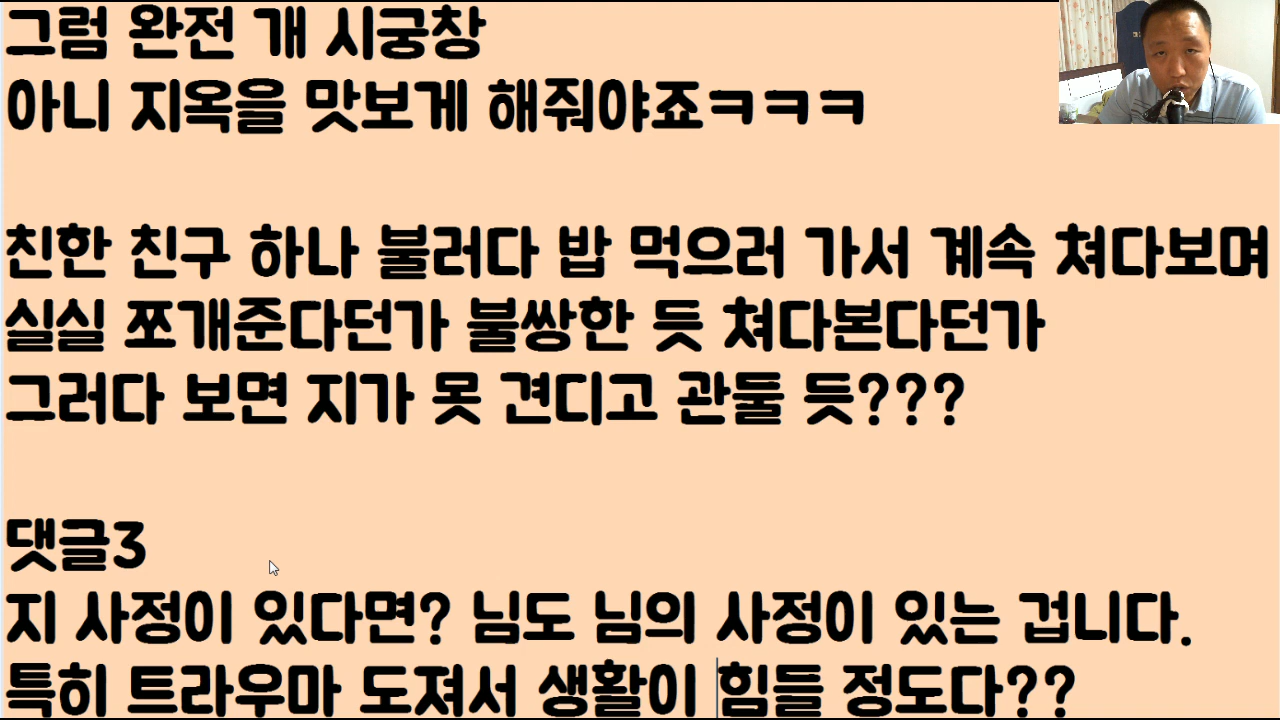 그럼 완전 개 시궁창
아니 지옥을 맛보게 해줘야죠ㅋㅋㅋ
친한 친구 하나 불러다 밥 먹으러 가서 계속 쳐다보며
실실 쪼개준다던가 불쌍한 듯 쳐다본다던가
그러다 보면 지가 못 견디고 관둘 듯???
댓글3
지 사정이 있다면? 님도 님의 사정이 있는 겁니다.
특히 트라우마 도져서 생활이 힘들 정도다??